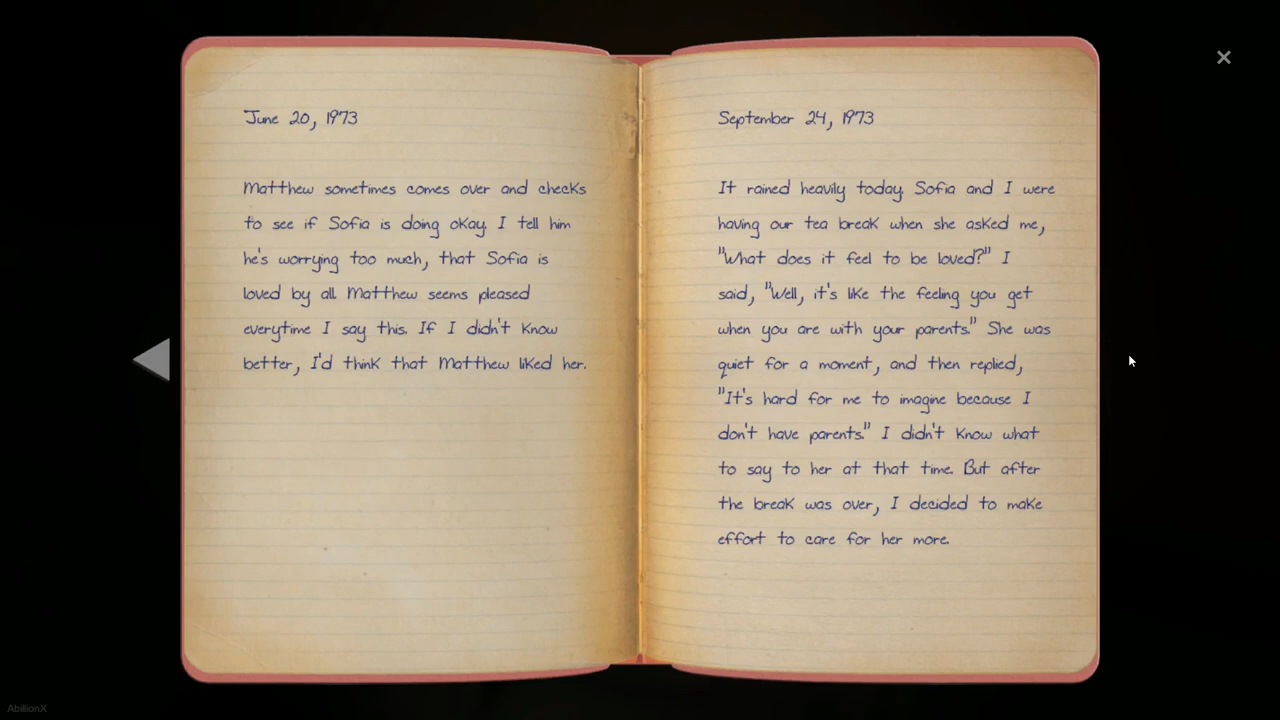 June 20, 1973
Matthew sometimes comes over and checks
to see if Sofia is doing okay. I tell him
he's worrying too much, that Sofia is
loved by all. Matthew seems pleased
everytime I say this. If I didn't know
better, I'd think that Matthew liked her.
September 24, 1973
It rained heavily today. Sofia and I were
having our tea break when she asked me,
"What does it feel to be loved?" I
said, "Well, it's like the feeling you get
when you are with your parents." She was
quiet for a moment, and then replied,
"It's hard for me to imagine because I
don't have parents." I didn't know what
to say to her at that time. But after
the break was over, I decided to make
effort to care for her more.
AbillionX